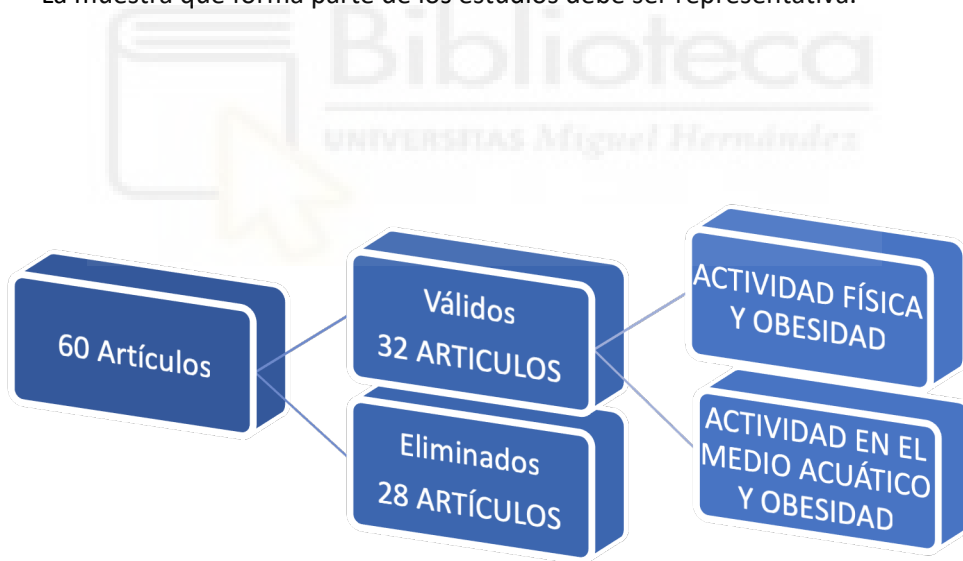 La muestra que forma parte de los estudios debe ser representativa.
Biblioteca
UNIVERSITAS Miguel Hernández
60 Artículos
Válidos
32 ARTICULOS
Eliminados
28 ARTÍCULOS
ACTIVIDAD FÍSICA
Y OBESIDAD
ACTIVIDAD EN EL
MEDIO ACUÁTICO
Y OBESIDAD